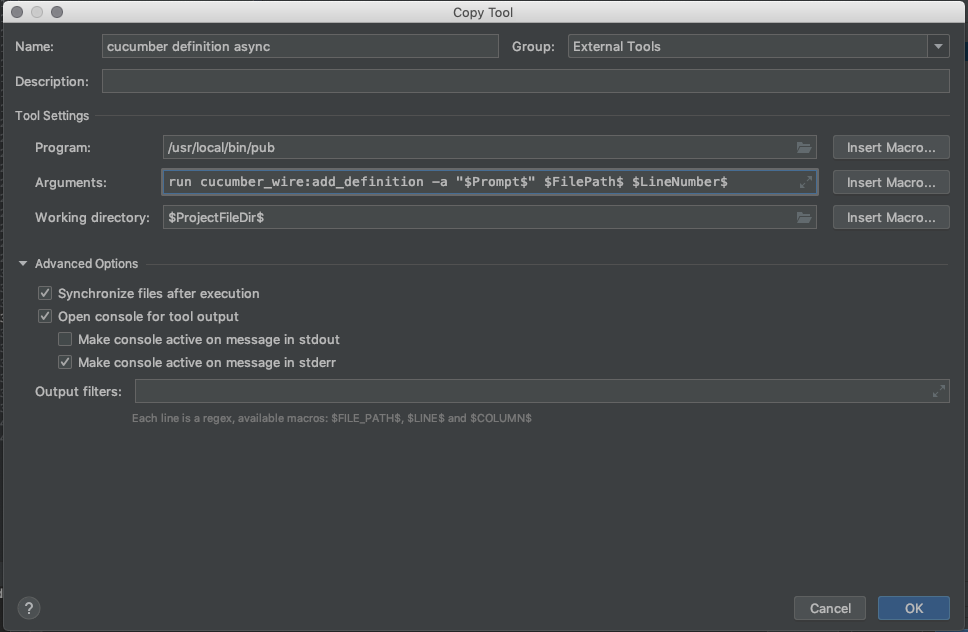 Copy Tool
Name: cucumber definition async Group: External Tools
Description:
Tool Settings
Program: /usr/local/bin/pub Insert Macro...
Arguments: run cucumber_wire:add_definition -a "$Prompt$" $FilePath$ $LineNumber$ Insert Macro...
Working directory: $ProjectFileDir$ Insert Macro...
Advanced Options
Synchronize files after execution
Open console for tool output
Make console active on message in stdout
Make console active on message in stderr
Output filters:
Each line is a regex, available macros: $FILE_PATH$, $LINE$ and $COLUMN$
? Cancel OK